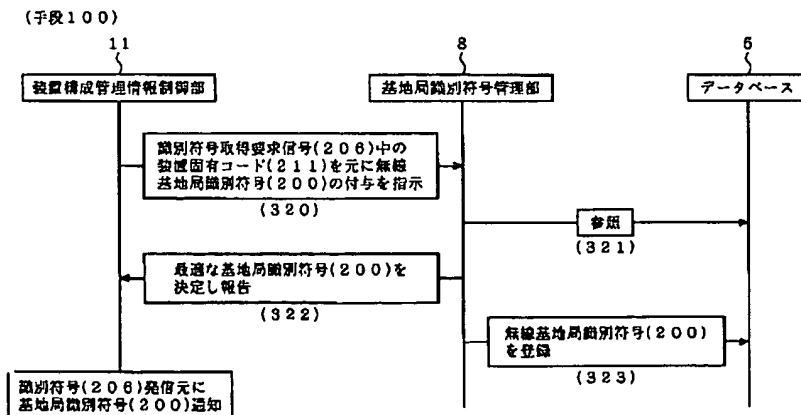 (手段100)
11
8
6
装置構成管理情報制御部
基地局識別符号管理部
データベース
識別符号取得要求信号(206)中の
装置固有コード(211)を元に無線
基地局識別符号(200)の付与を指示
(320)
参照
(321)
最適な基地局識別符号(200)を
決定し報告
(322)
無線基地局識別符号(200)
を登録
(323)
識別符号(206)発信元に
基地局識別符号(200)通知